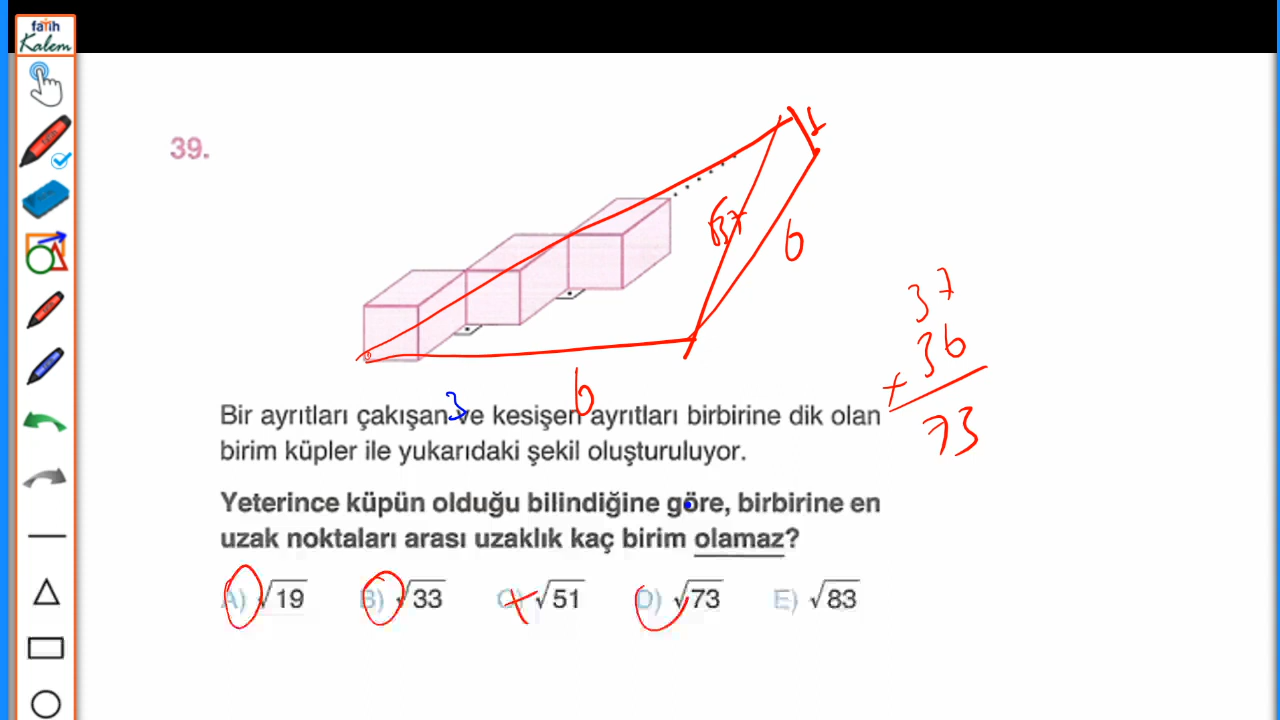 fatih
Kalem
39.
1
√37
6
37
36
+
73
3
6
Bir ayrıtları çakışan ve kesişen ayrıtları birbirine dik olan
birim küpler ile yukarıdaki şekil oluşturuluyor.
Yeterince küpün olduğu bilindiğine göre, birbirine en
uzak noktaları arası uzaklık kaç birim olamaz?
A) √19 B) √33 C) √51 D) √73 E) √83